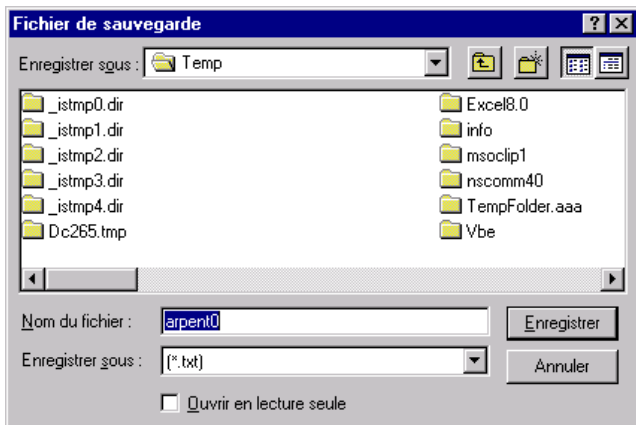 Fichier de sauvegarde
Enregistrer sous : Temp
_istmp0.dir
_istmp1.dir
_istmp2.dir
_istmp3.dir
_istmp4.dir
Dc265.tmp
Excel8.0
info
msoclip1
nscomm40
TempFolder.aaa
Vbe
Nom du fichier : arpent0 Enregistrer
Enregistrer sous : (*.txt) Annuler
Ouvrir en lecture seule